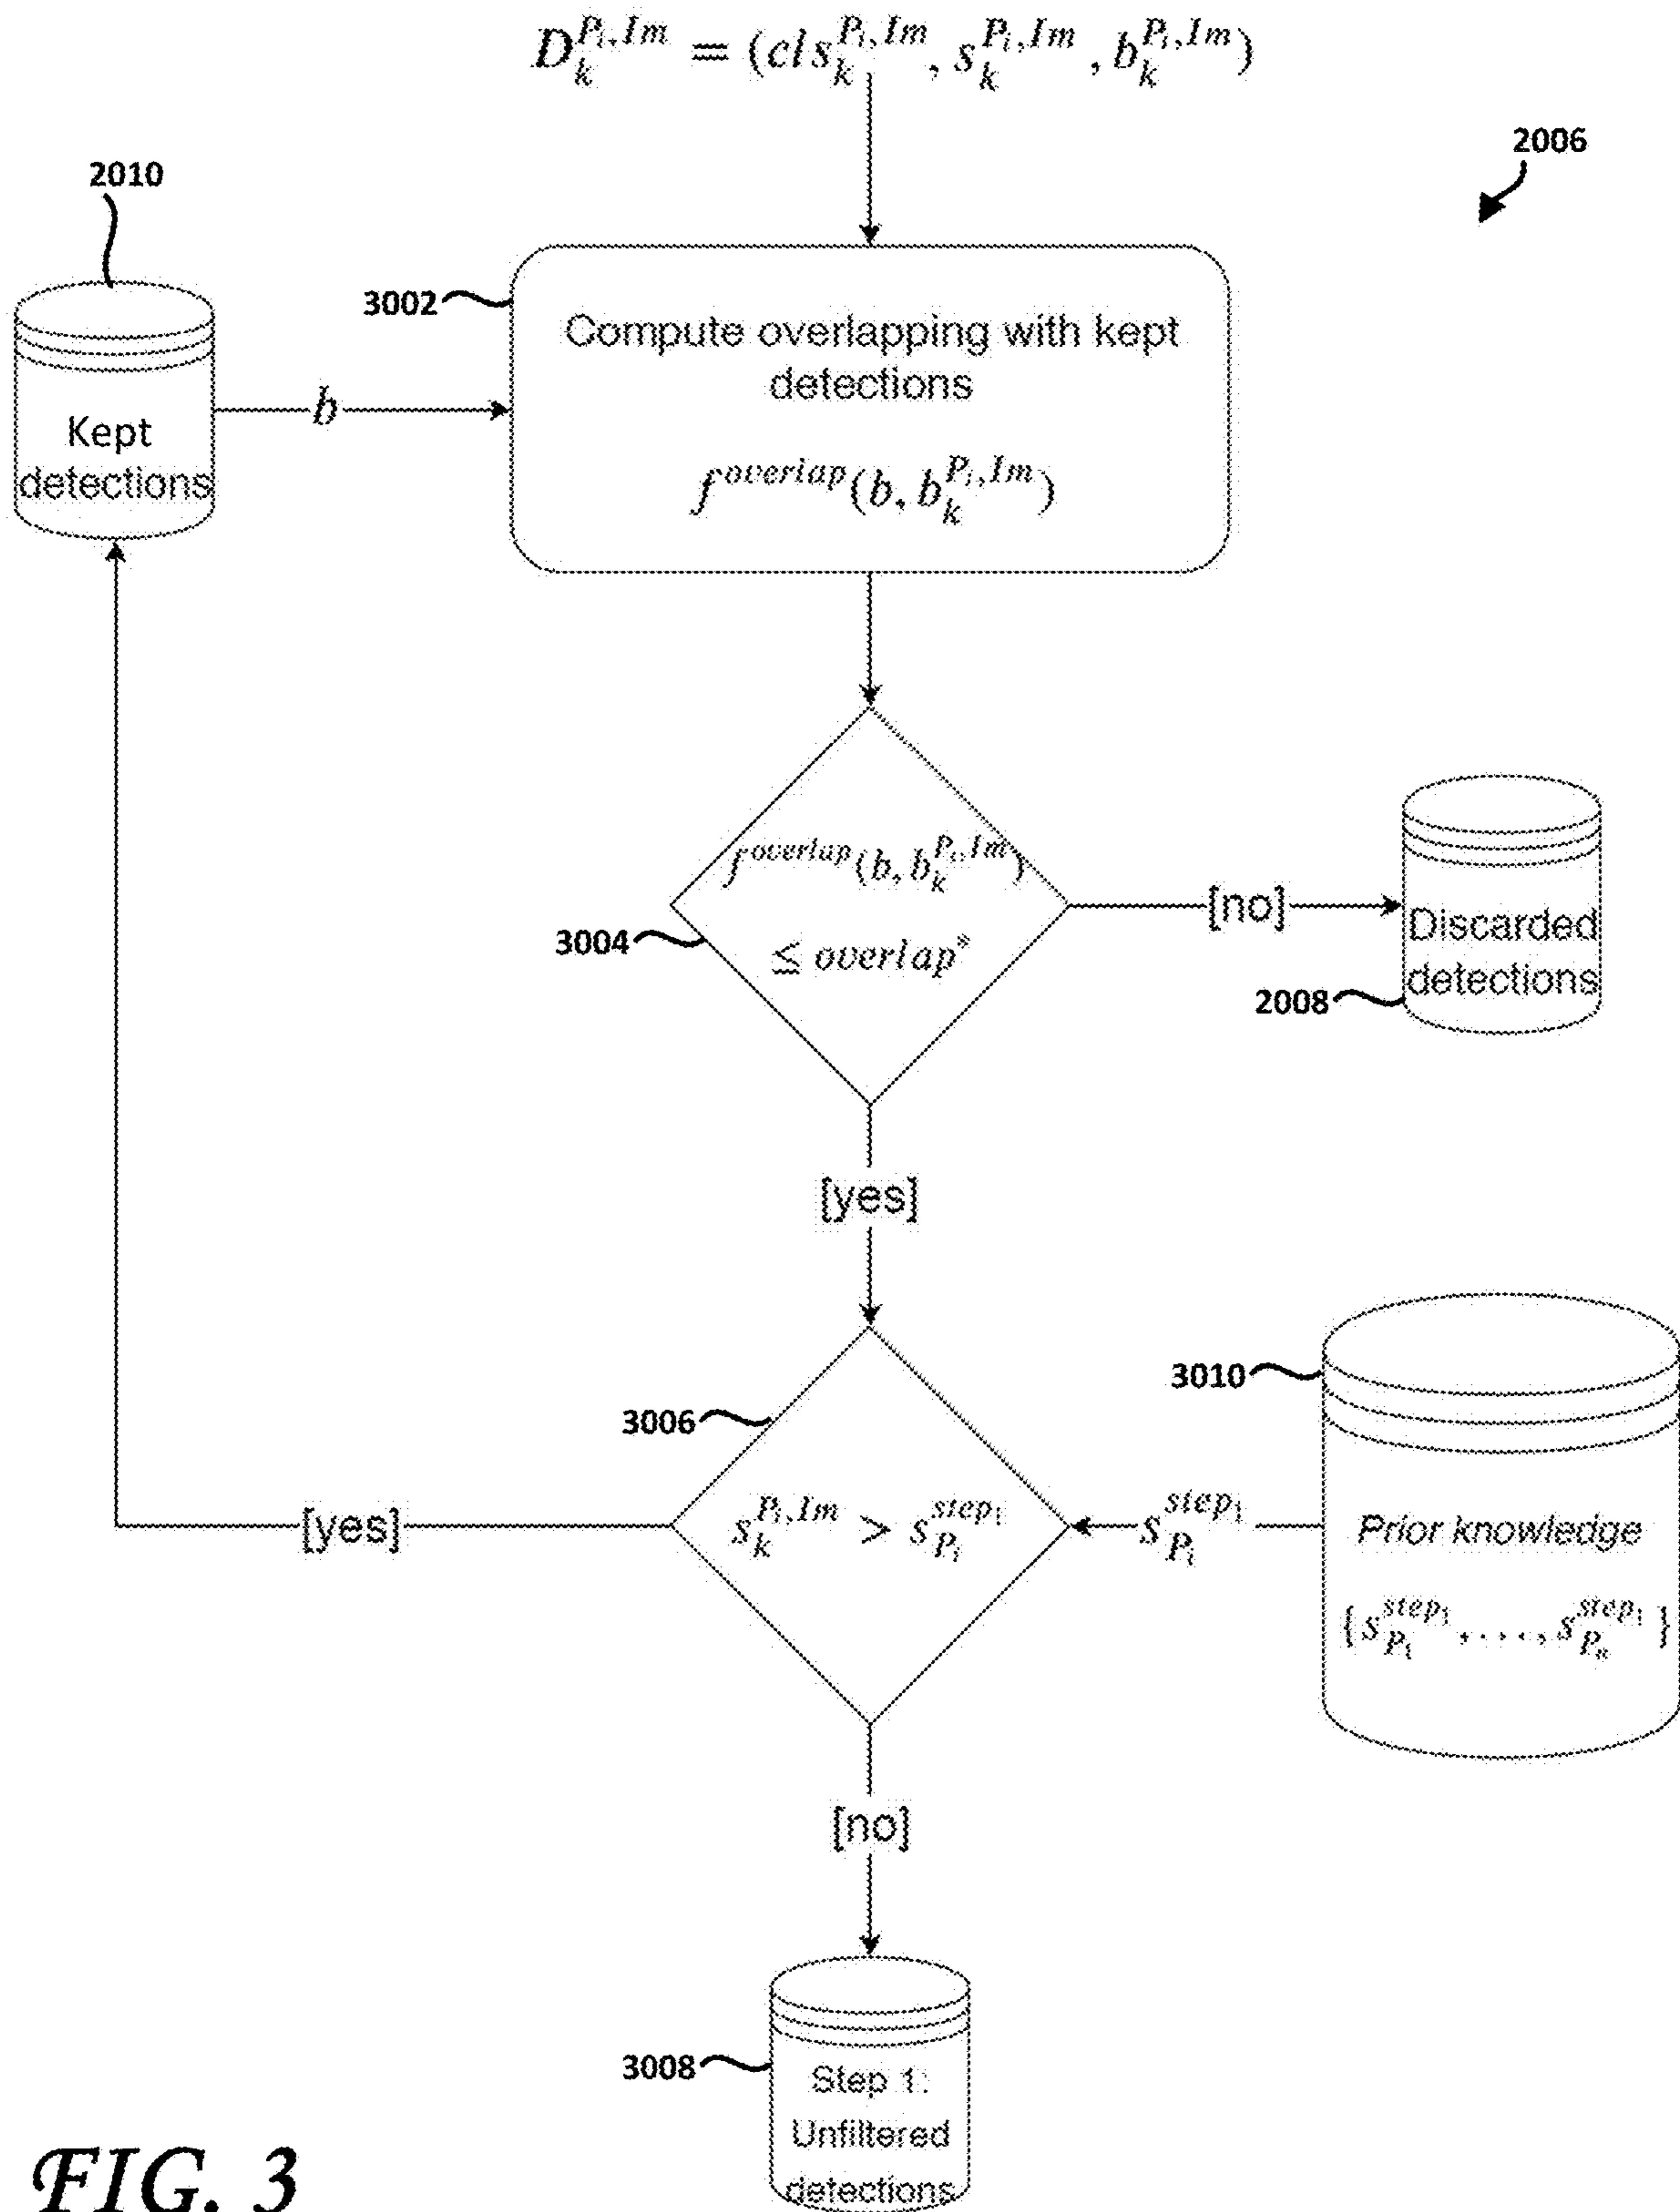 D_k^{P_i,Im} = (cls_k^{P_i,Im}, s_k^{P_i,Im}, b_k^{P_i,Im})
2006
2010
3002
Compute overlapping with kept
detections
f^{overlap}(b, b_k^{P_i,Im})
b
Kept
detections
f^{overlap}(b, b_k^{P_i,Im})
≤ overlap*
3004
[no]
Discarded
detections
2008
[yes]
3010
3006
s_k^{P_i,Im} > s_{P_i}^{step_1}
[yes]
s_{P_i}^{step_1}
Prior knowledge
{s_{P_1}^{step_1}, ..., s_{P_n}^{step_1}}
[no]
3008
Step 1:
Unfiltered
detections
FIG. 3